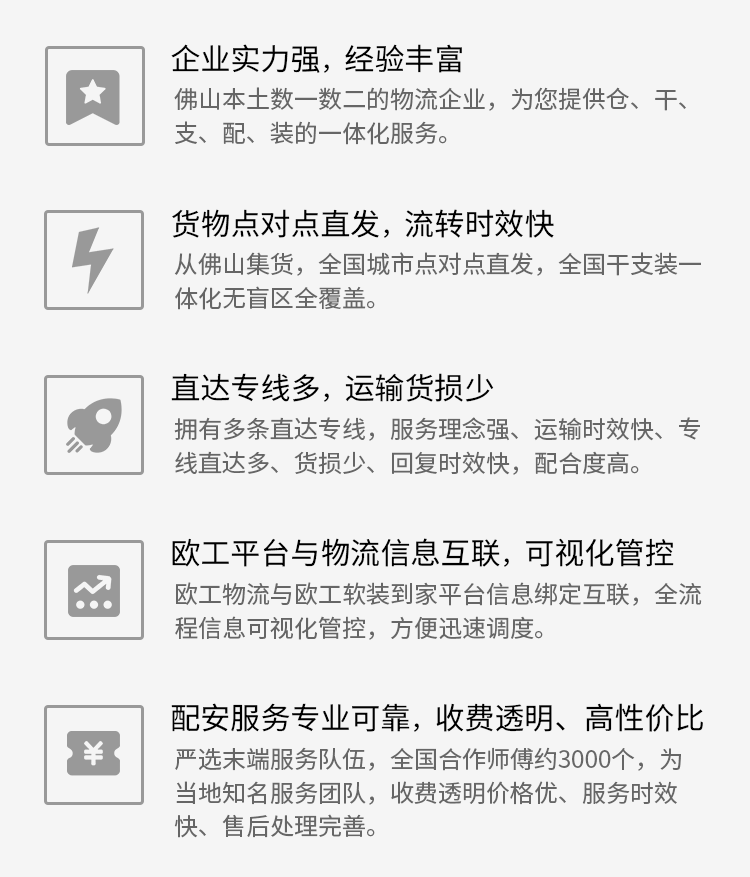 企业实力强，经验丰富
佛山本土数一数二的物流企业，为您提供仓、干、
支、配、装的一体化服务。
货物点对点直发，流转时效快
从佛山集货，全国城市点对点直发，全国干支装一
体化无盲区全覆盖。
直达专线多，运输货损少
拥有多条直达专线，服务理念强、运输时效快、专
线直达多、货损少、回复时效快，配合度高。
欧工平台与物流信息互联，可视化管控
欧工物流与欧工软装到家平台信息绑定互联，全流
程信息可视化管控，方便迅速调度。
配安服务专业可靠，收费透明、高性价比
严选末端服务队伍，全国合作师傅约3000个，为
当地知名服务团队，收费透明价格优、服务时效
快、售后处理完善。